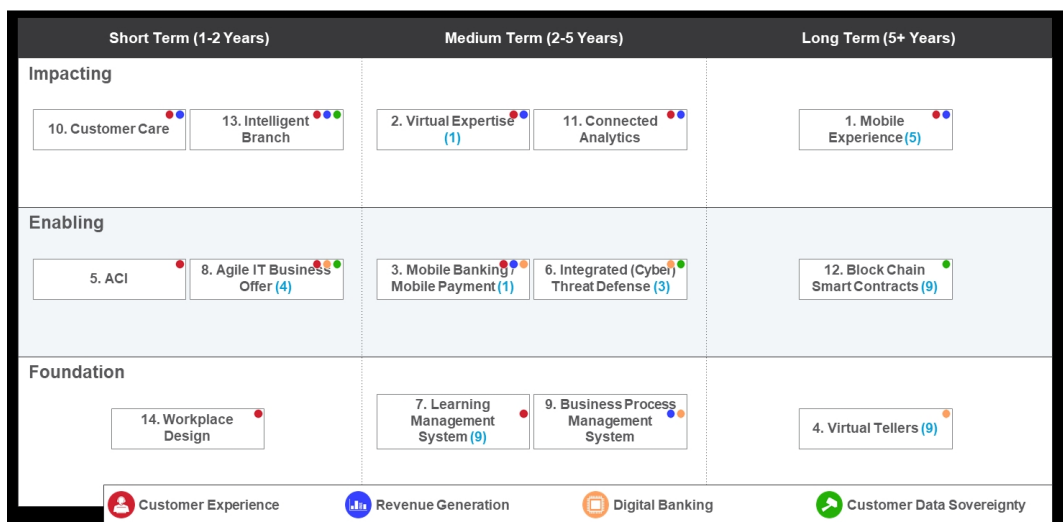 Short Term (1-2 Years)
Medium Term (2-5 Years)
Long Term (5+ Years)
Impacting
10. Customer Care
13. Intelligent
Branch
2. Virtual Expertise
(1)
11. Connected
Analytics
1. Mobile
Experience (5)
Enabling
5. ACI
8. Agile IT Business
Offer (4)
3. Mobile Banking /
Mobile Payment (1)
6. Integrated (Cyber)
Threat Defense (3)
12. Block Chain
Smart Contracts (9)
Foundation
14. Workplace
Design
7. Learning
Management
System (9)
9. Business Process
Management
System
4. Virtual Tellers (9)
Customer Experience
Revenue Generation
Digital Banking
Customer Data Sovereignty